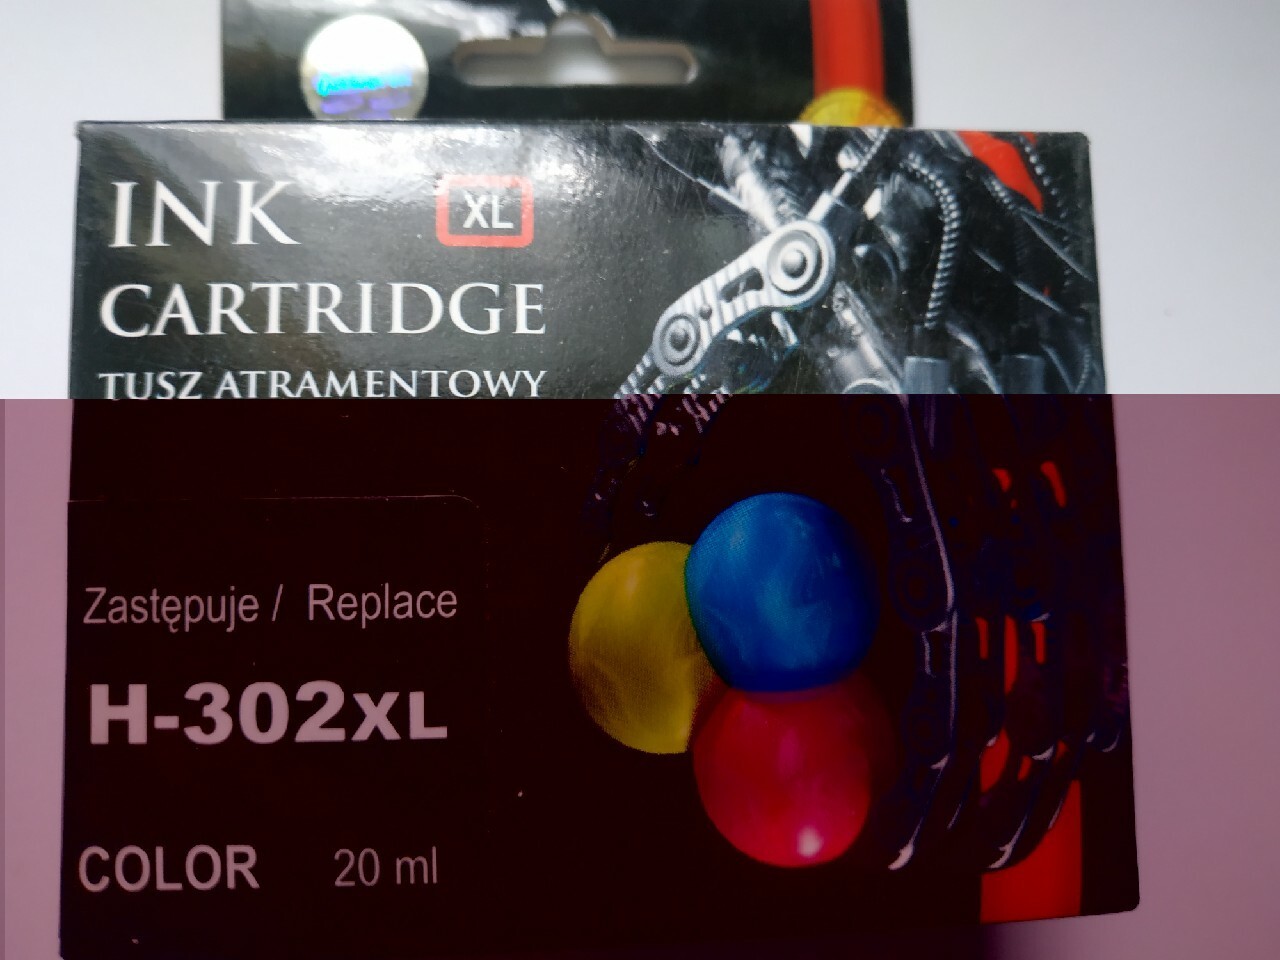 INK XL
CARTRIDGE
TUSZ ATRAMENTOWY
Zastępuje / Replace
H-302XL
COLOR 20 ml